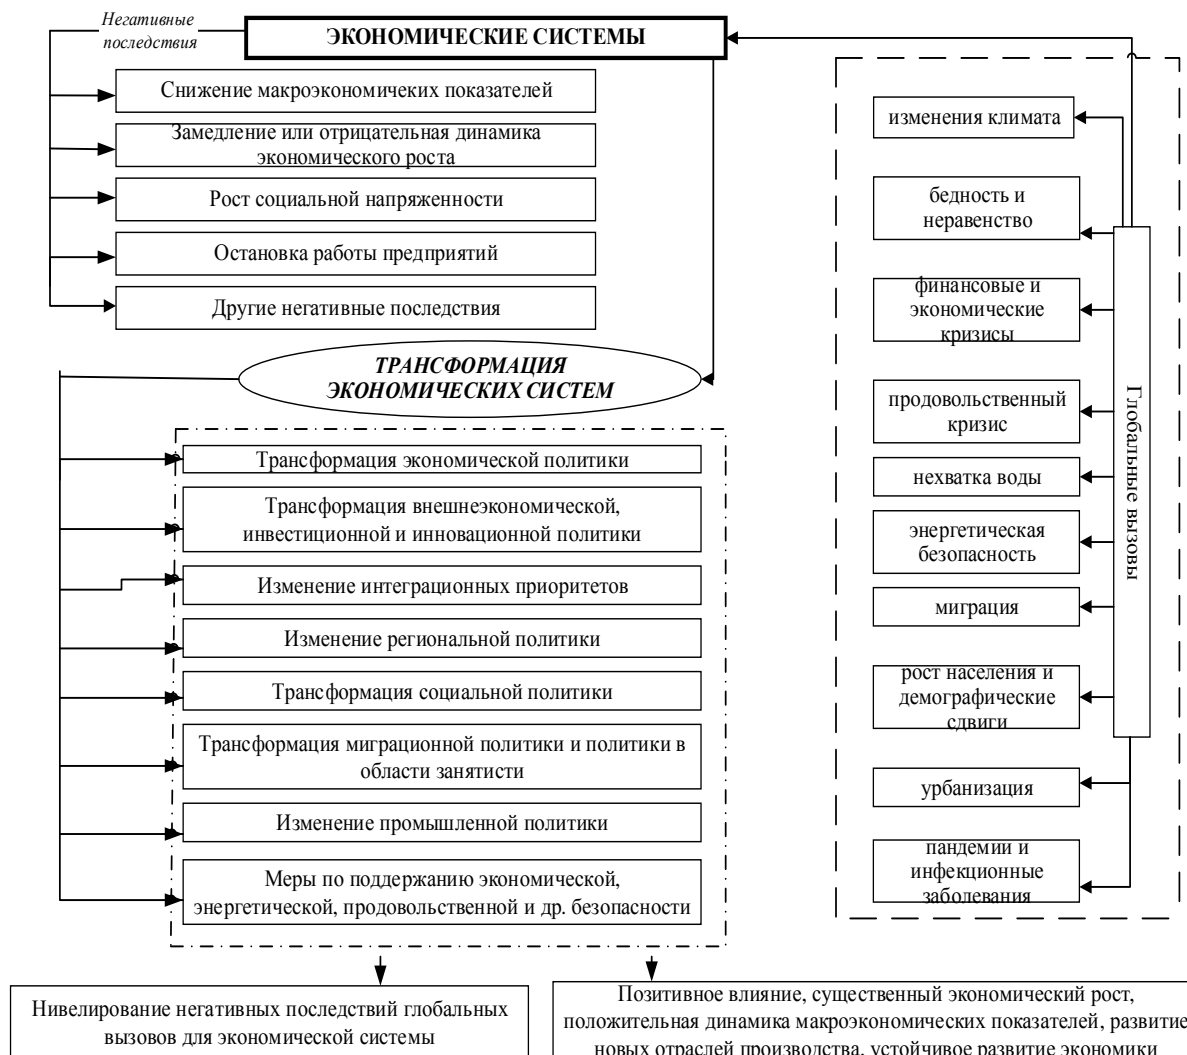 Негативные
последствия
ЭКОНОМИЧЕСКИЕ СИСТЕМЫ
Снижение макроэкономичеких показателей
Замедление или отрицательная динамика
экономического роста
Рост социальной напряженности
Остановка работы предприятий
Другие негативные последствия
ТРАНСФОРМАЦИЯ
ЭКОНОМИЧЕСКИХ СИСТЕМ
Трансформация экономической политики
Трансформация внешнеэкономической,
инвестиционной и инновационной политики
Изменение интеграционных приоритетов
Изменение региональной политики
Трансформация социальной политики
Трансформация миграционной политики и политики в
области занятисти
Изменение промышленной политики
Меры по поддержанию экономической,
энергетической, продовольственной и др. безопасности
изменения климата
бедность и
неравенство
финансовые и
экономические
кризисы
продовольственный
кризис
нехватка воды
энергетическая
безопасность
миграция
рост населения и
демографические
сдвиги
урбанизация
пандемии и
инфекционные
заболевания
Глобальные вызовы
Нивелирование негативных последствий глобальных
вызовов для экономической системы
Позитивное влияние, существенный экономический рост,
положительная динамика макроэкономических показателей, развитие
новых отраслей производства, устойчивое развитие экономики